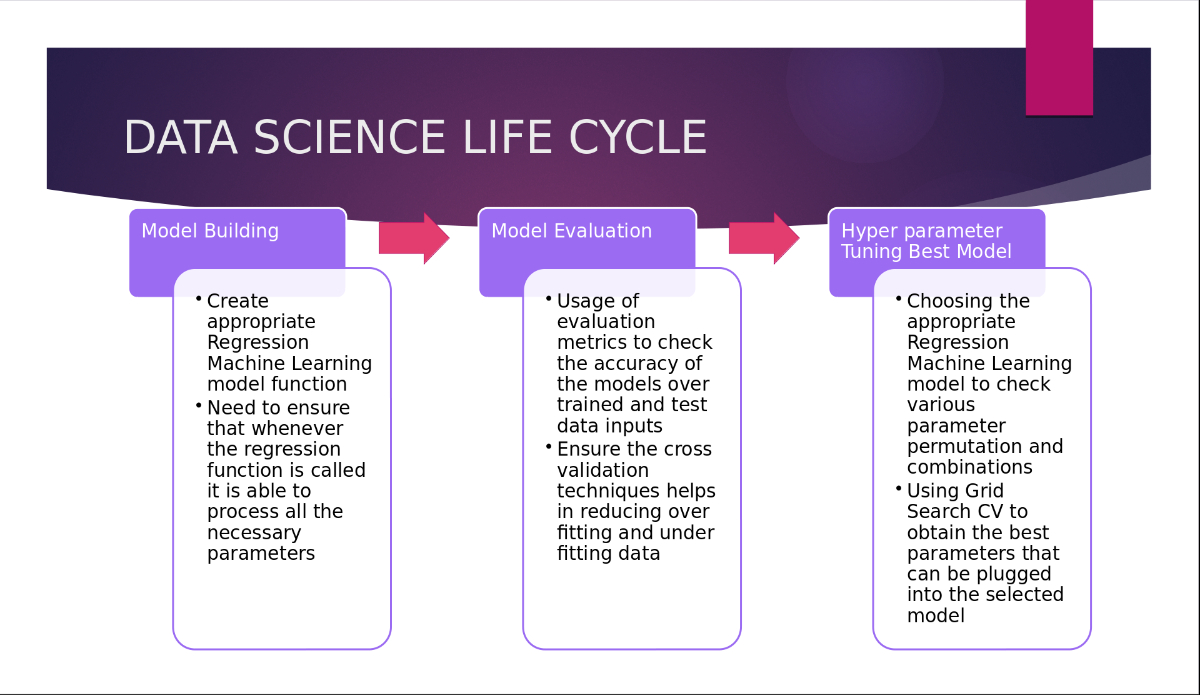 DATA SCIENCE LIFE CYCLE
Model Building
• Create
appropriate
Regression
Machine Learning
model function
• Need to ensure
that whenever
the regression
function is called
it is able to
process all the
necessary
parameters
Model Evaluation
• Usage of
evaluation
metrics to check
the accuracy of
the models over
trained and test
data inputs
• Ensure the cross
validation
techniques helps
in reducing over
fitting and under
fitting data
Hyper parameter
Tuning Best Model
• Choosing the
appropriate
Regression
Machine Learning
model to check
various
parameter
permutation and
combinations
• Using Grid
Search CV to
obtain the best
parameters that
can be plugged
into the selected
model